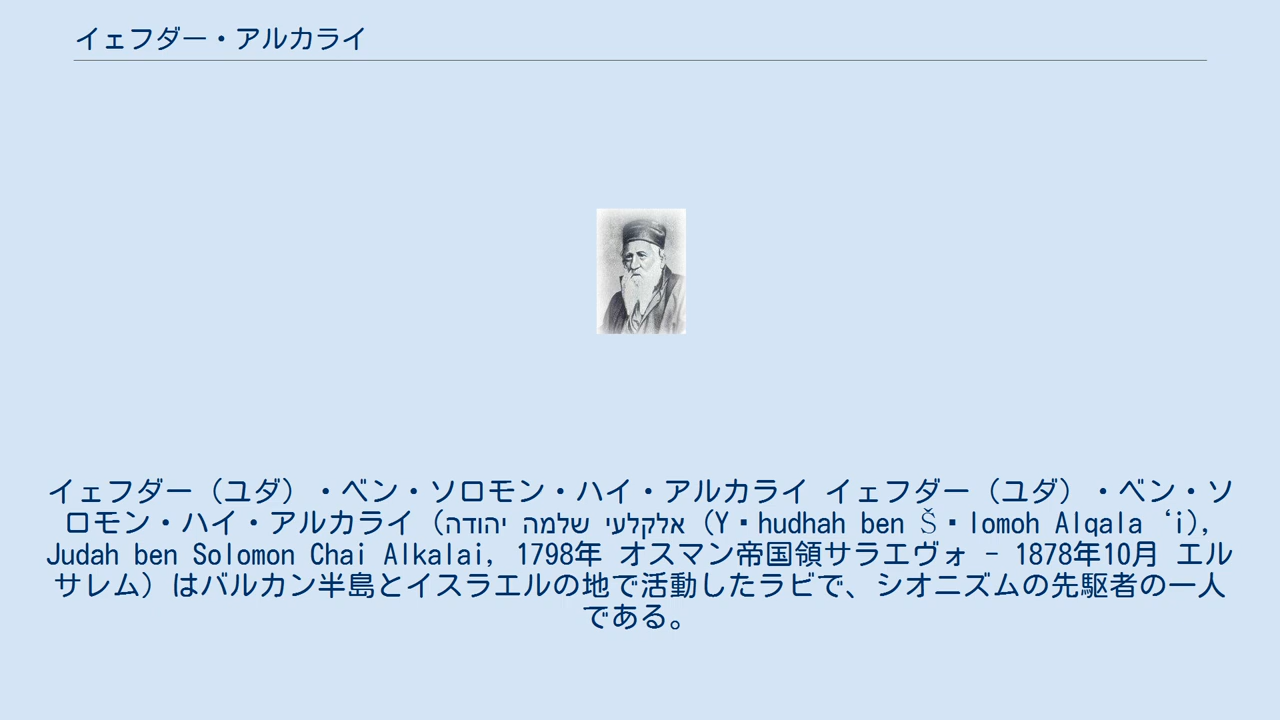 イェフダー・アルカライ
イェフダー（ユダ）・ベン・ソロモン・ハイ・アルカライ イェフダー（ユダ）・ベン・ソ
ロモン・ハイ・アルカライ（אלקלעי שלמה יהודה (Y･hudhah ben Š･lomoh Alqala ‘i),
Judah ben Solomon Chai Alkalai, 1798年 オスマン帝国領サラエヴォ - 1878年10月 エル
サレム）はバルカン半島とイスラエルの地で活動したラビで、シオニズムの先駆者の一人
である。